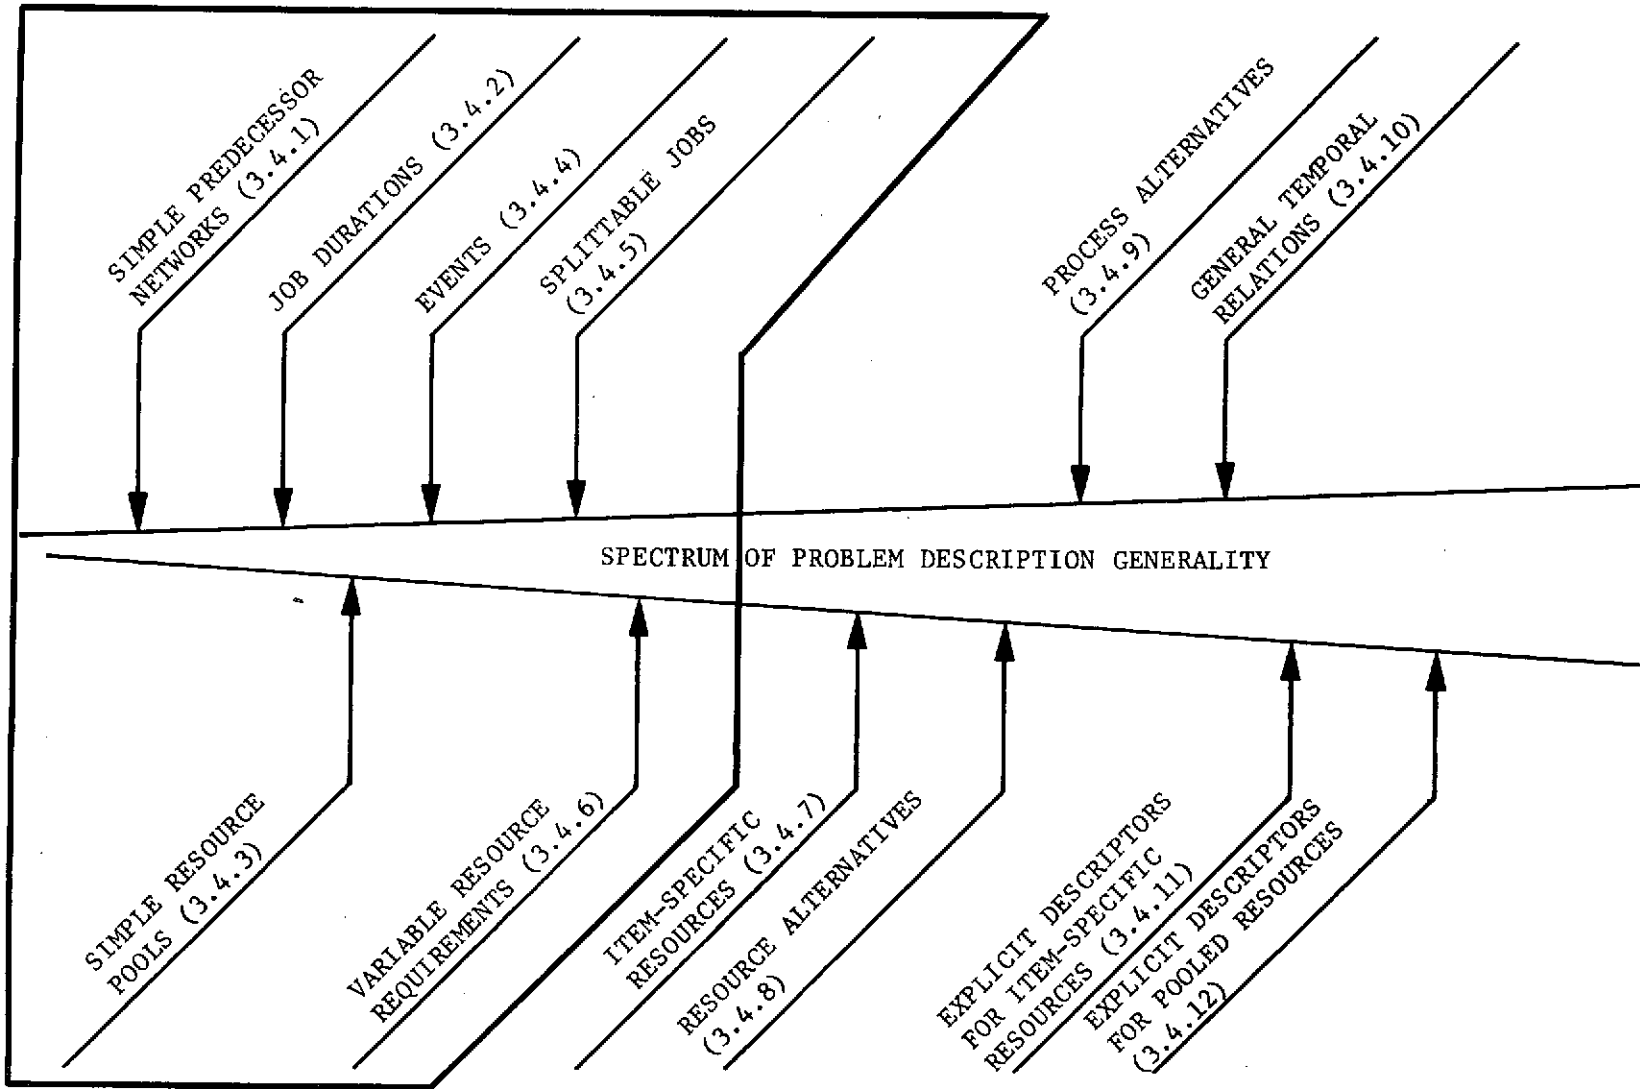 SIMPLE PREDECESSOR
NETWORKS (3.4.1)
JOB DURATIONS (3.4.2)
EVENTS (3.4.4)
SPLITTABLE JOBS
(3.4.5)
PROCESS ALTERNATIVES
(3.4.9)
GENERAL TEMPORAL
RELATIONS (3.4.10)
SPECTRUM OF PROBLEM DESCRIPTION GENERALITY
SIMPLE RESOURCE
POOLS (3.4.3)
VARIABLE RESOURCE
REQUIREMENTS (3.4.6)
ITEM-SPECIFIC
RESOURCES (3.4.7)
RESOURCE ALTERNATIVES
(3.4.8)
EXPLICIT DESCRIPTORS
FOR ITEM-SPECIFIC
RESOURCES (3.4.11)
EXPLICIT DESCRIPTORS
FOR POOLED RESOURCES
(3.4.12)